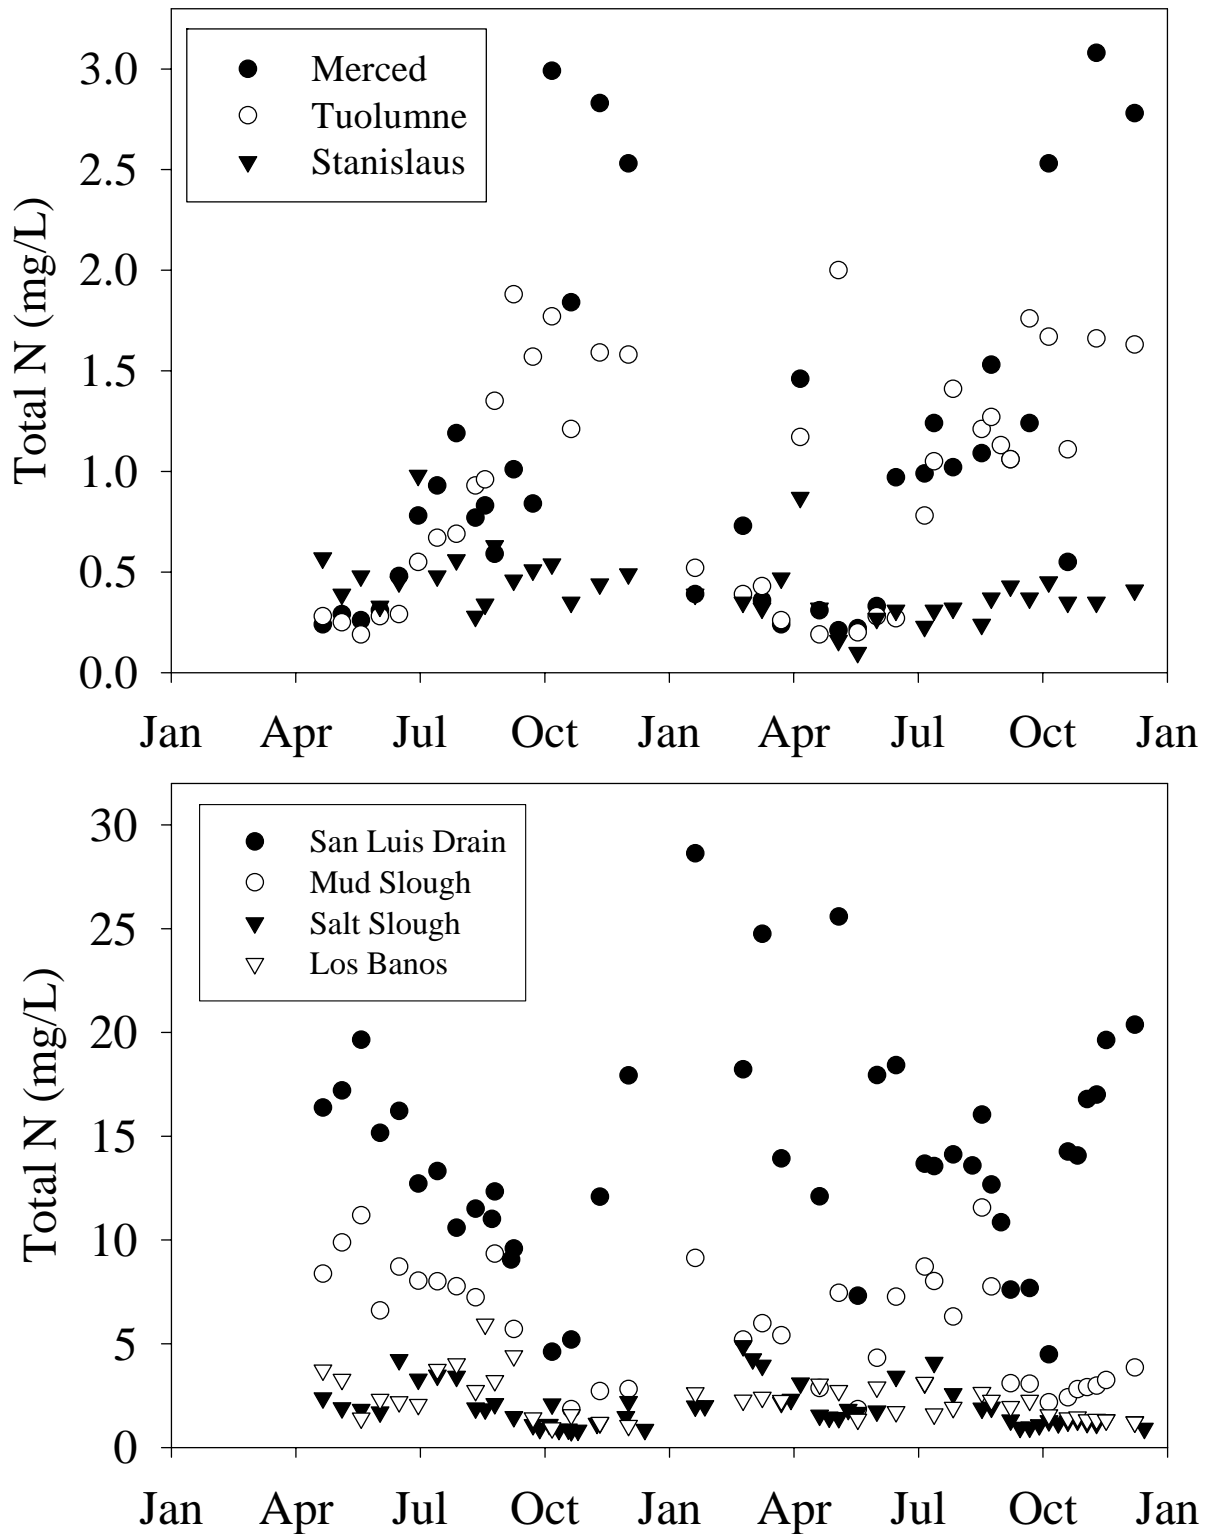 Merced
Tuolumne
Stanislaus
Total N (mg/L)
3.0
2.5
2.0
1.5
1.0
0.5
0.0
Jan Apr Jul Oct Jan Apr Jul Oct Jan
San Luis Drain
Mud Slough
Salt Slough
Los Banos
Total N (mg/L)
30
25
20
15
10
5
0
Jan Apr Jul Oct Jan Apr Jul Oct Jan